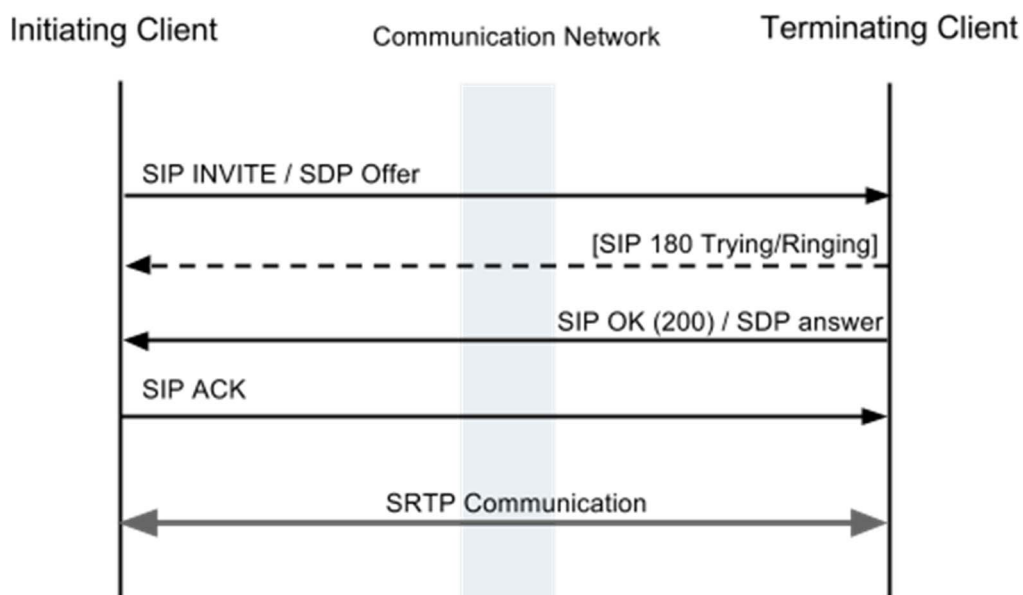 Initiating Client
Communication Network
Terminating Client
SIP INVITE / SDP Offer
[SIP 180 Trying/Ringing]
SIP OK (200) / SDP answer
SIP ACK
SRTP Communication